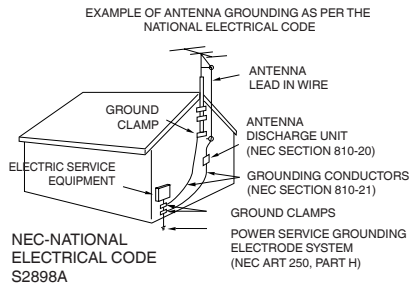 EXAMPLE OF ANTENNA GROUNDING AS PER THE
NATIONAL ELECTRICAL CODE
ANTENNA
LEAD IN WIRE
GROUND
CLAMP
ANTENNA
DISCHARGE UNIT
(NEC SECTION 810-20)
ELECTRIC SERVICE
EQUIPMENT
GROUNDING CONDUCTORS
(NEC SECTION 810-21)
GROUND CLAMPS
POWER SERVICE GROUNDING
ELECTRODE SYSTEM
(NEC ART 250, PART H)
NEC-NATIONAL
ELECTRICAL CODE
S2898A